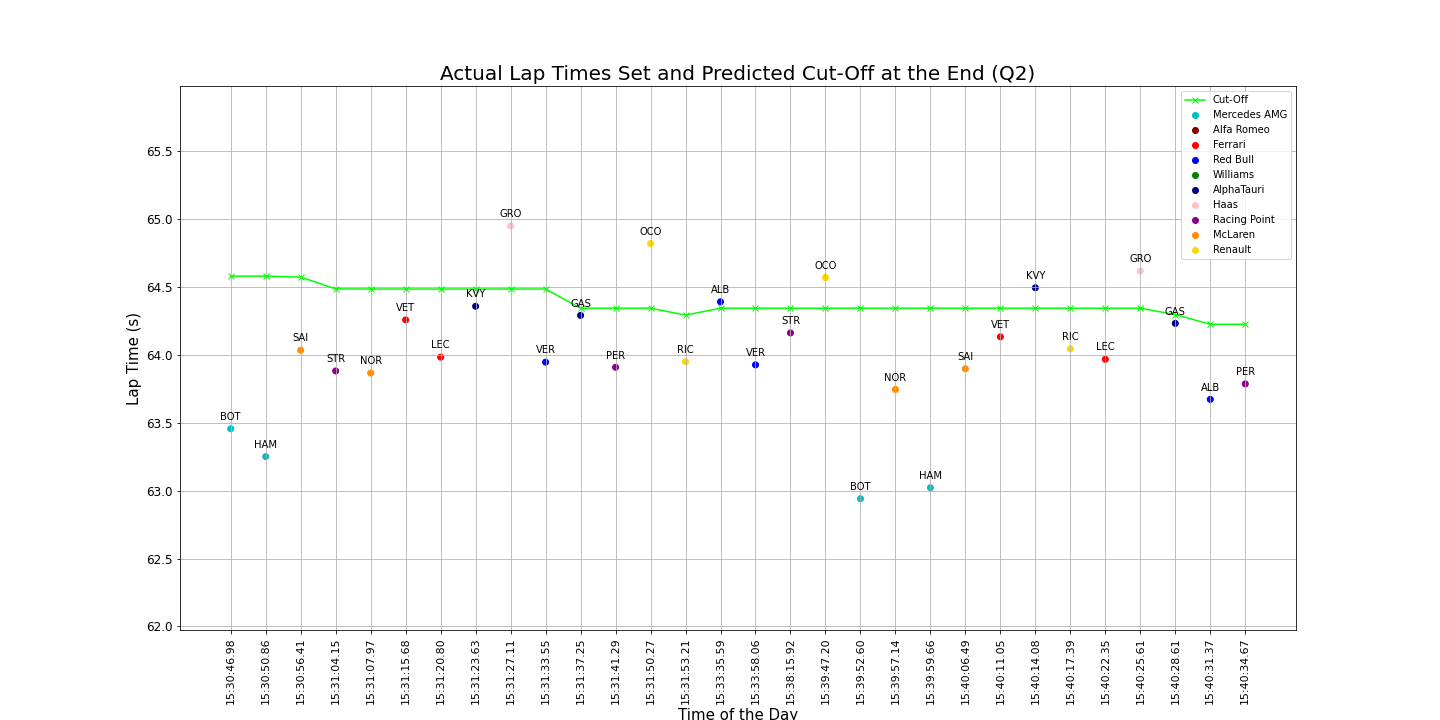 Actual Lap Times Set and Predicted Cut-Off at the End (Q2)
Cut-Off
Mercedes AMG
Alfa Romeo
Ferrari
Red Bull
Williams
AlphaTauri
Haas
Racing Point
McLaren
Renault
Lap Time (s)
65.5
65.0
64.5
64.0
63.5
63.0
62.5
62.0
BOT
HAM
SAI
STR
NOR
VET
LEC
KVY
GRO
VER
GAS
PER
OCO
RIC
ALB
VER
STR
OCO
BOT
NOR
HAM
SAI
VET
KVY
RIC
LEC
GRO
GAS
ALB
PER
15:30:46.98
15:30:50.86
15:30:56.41
15:31:04.15
15:31:07.97
15:31:15.68
15:31:20.80
15:31:23.63
15:31:27.11
15:31:33.55
15:31:37.25
15:31:41.29
15:31:50.27
15:31:53.21
15:33:35.59
15:33:58.06
15:38:15.92
15:39:47.20
15:39:52.60
15:39:57.14
15:39:59.66
15:40:06.49
15:40:11.05
15:40:14.08
15:40:17.39
15:40:22.35
15:40:25.61
15:40:28.61
15:40:31.37
15:40:34.67
Time of the Day